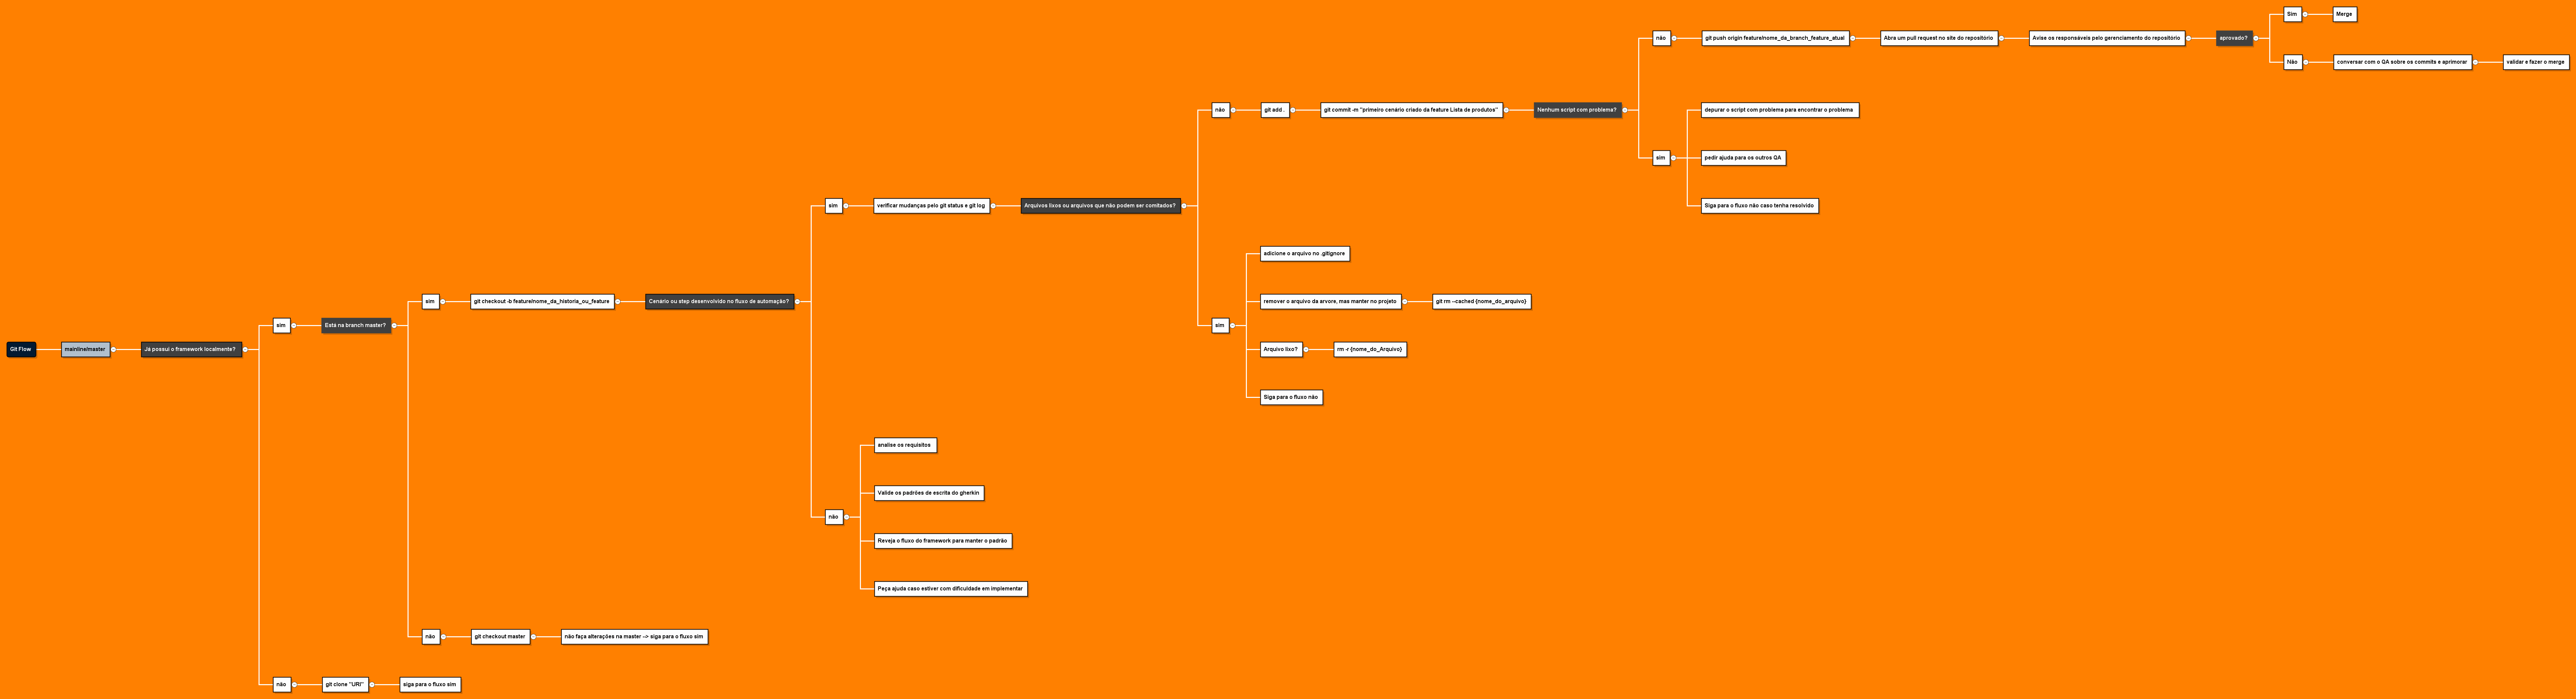 Git Flow
mainline/master
Já possui o framework localmente?
sim
Está na branch master?
sim
git checkout -b feature/nome_da_historia_ou_feature
Cenário ou step desenvolvido no fluxo de automação?
sim
verificar mudanças pelo git status e git log
Arquivos lixos ou arquivos que não podem ser comitados?
não
git add .
git commit -m "primeiro cenário criado da feature Lista de produtos"
Nenhum script com problema?
não
git push origin feature/nome_da_branch_feature_atual
Abra um pull request no site do repositório
Avise os responsáveis pelo gerenciamento do repositório
aprovado?
Sim
Merge
Não
conversar com o QA sobre os commits e aprimorar
validar e fazer o merge
sim
depurar o script com problema para encontrar o problema
pedir ajuda para os outros QA
Siga para o fluxo não caso tenha resolvido
sim
adicione o arquivo no .gitignore
remover o arquivo da arvore, mas manter no projeto
git rm --cached {nome_do_arquivo}
Arquivo lixo?
rm -r {nome_do_Arquivo}
Siga para o fluxo não
não
analise os requisitos
Valide os padrões de escrita do gherkin
Reveja o fluxo do framework para manter o padrão
Peça ajuda caso estiver com dificuldade em implementar
não
git checkout master
não faça alterações na master --> siga para o fluxo sim
não
git clone "URI"
siga para o fluxo sim